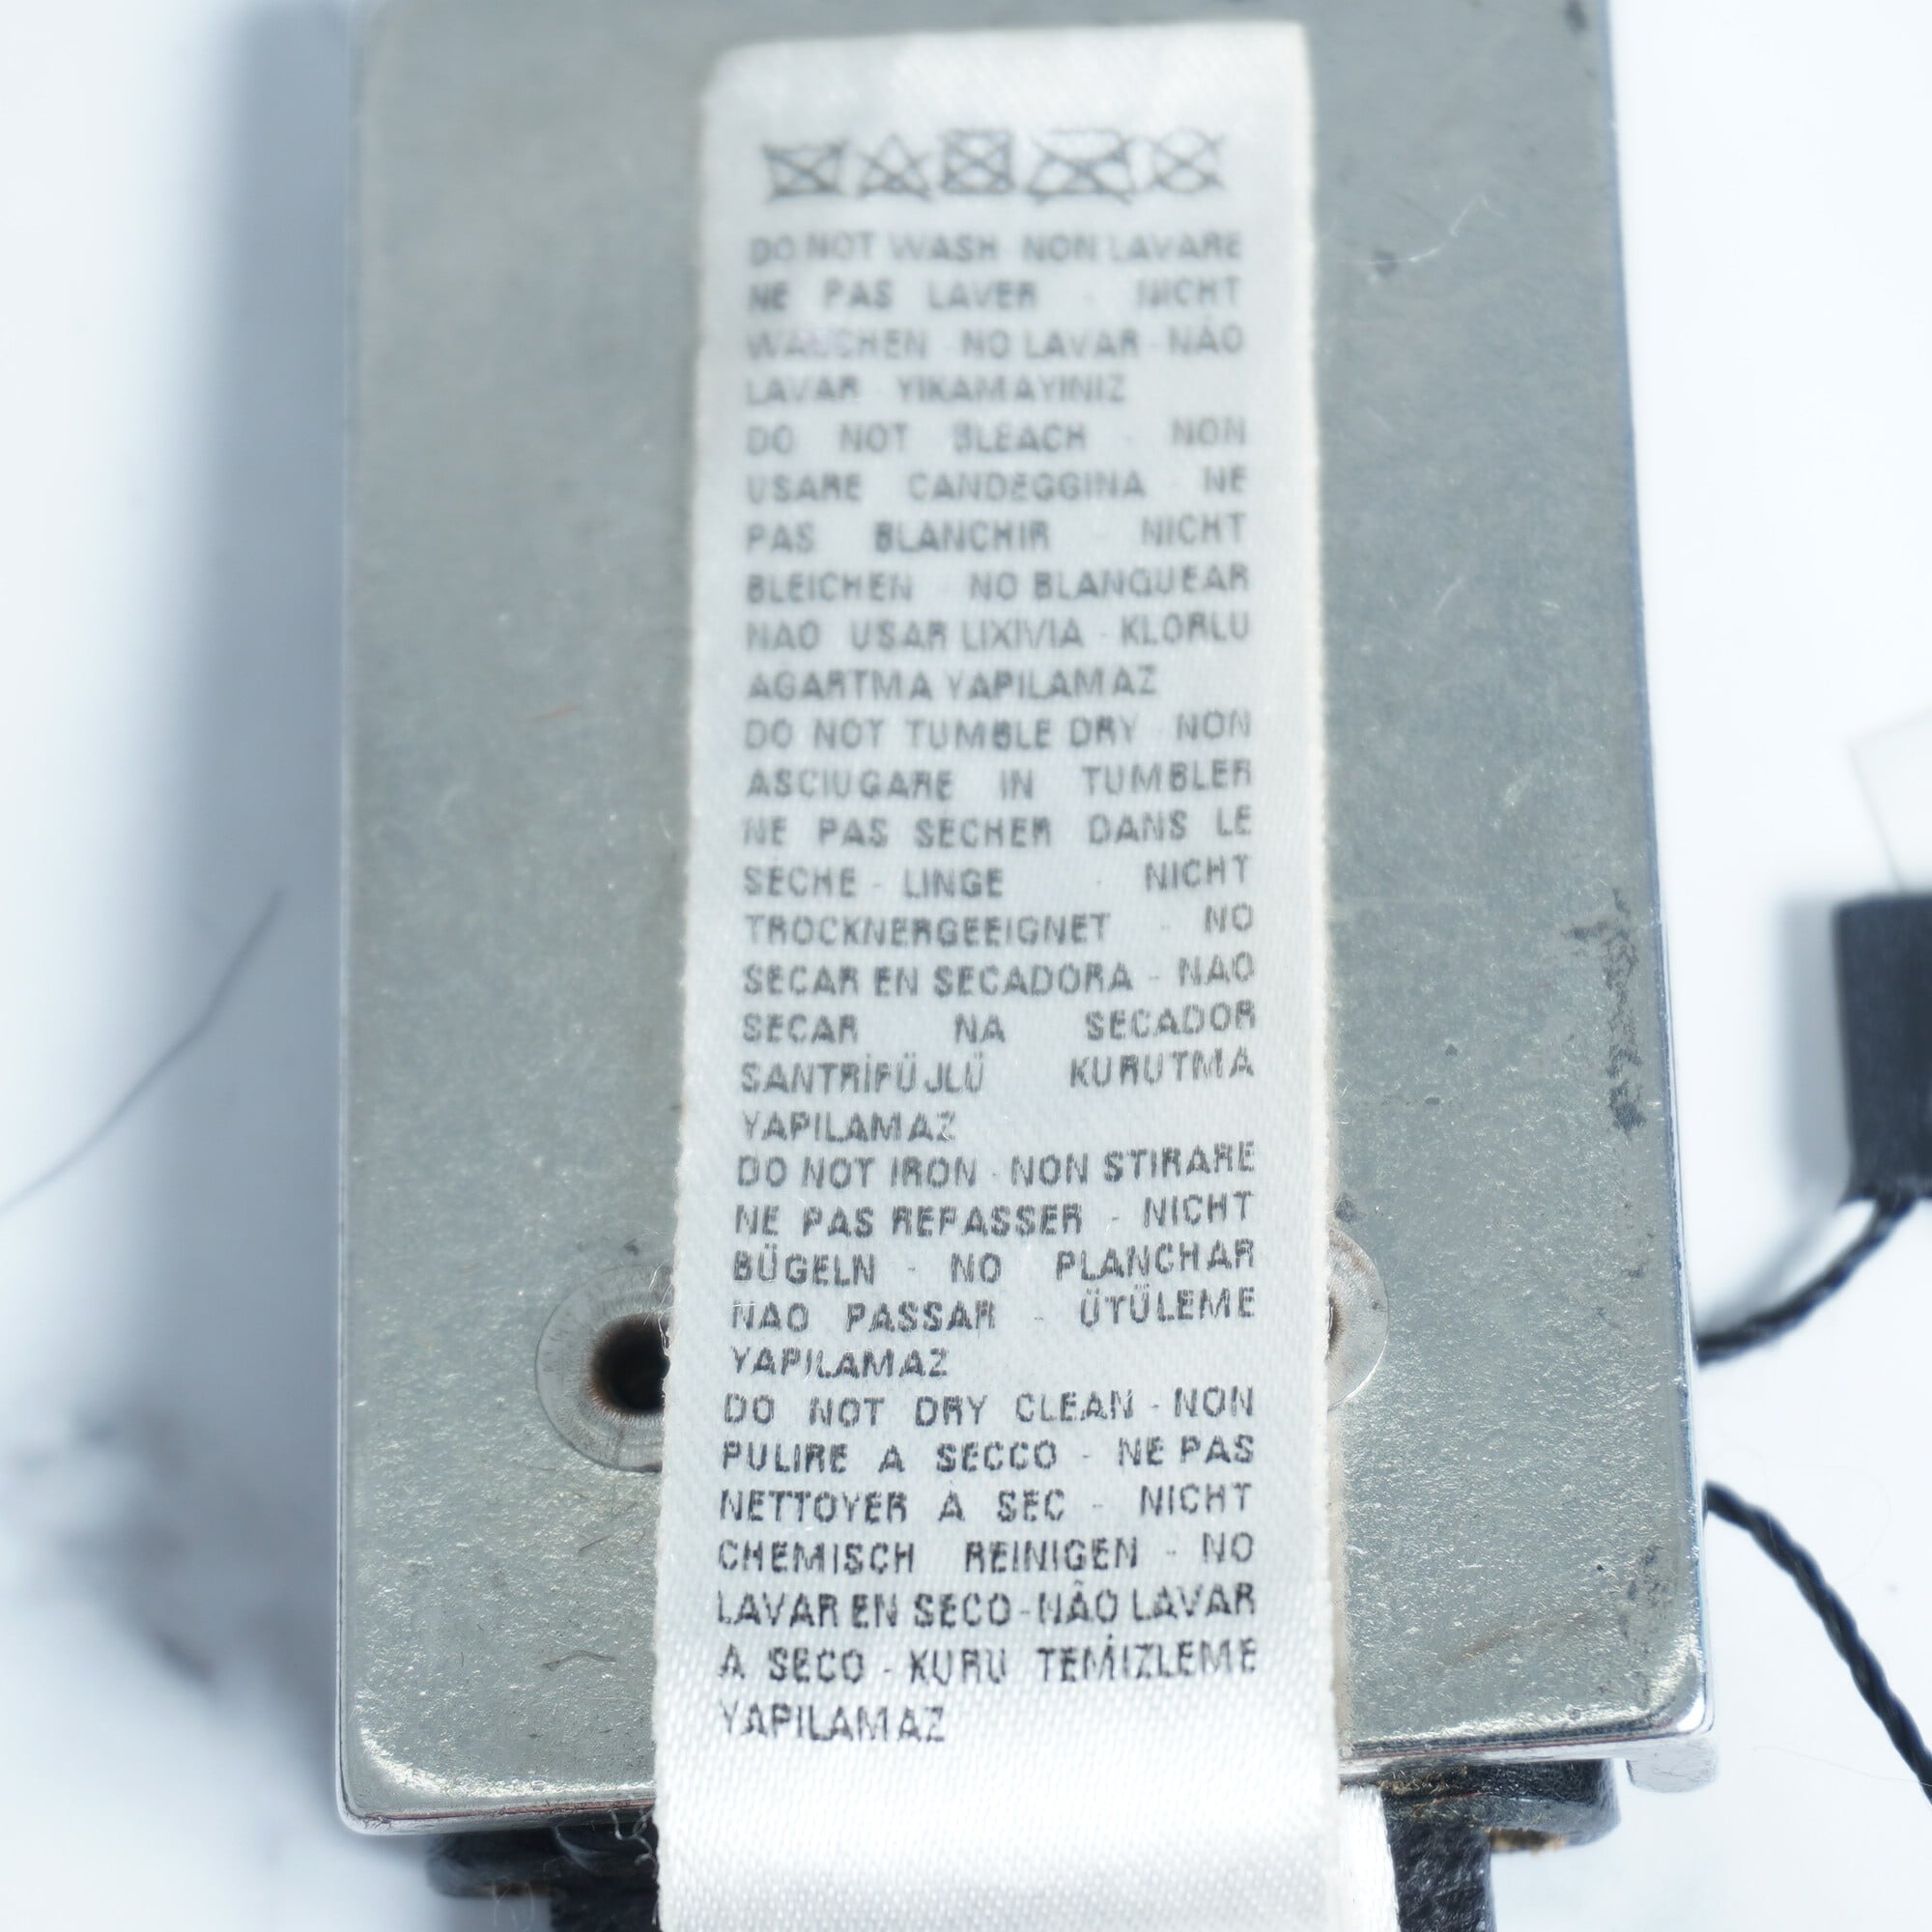 DO NOT WASH - NON LAVARE
NE PAS LAVER - NICHT
WASCHEN - NO LAVAR - NÃO
LAVAR - YIKAMAYINIZ
DO NOT BLEACH - NON
USARE CANDEGGINA - NE
PAS BLANCHIR - NICHT
BLEICHEN - NO BLANQUEAR
NAO USAR LIXIVIA - KLORLU
AGARTMA YAPILAMAZ
DO NOT TUMBLE DRY - NON
ASCIUGARE IN TUMBLER
NE PAS SECHER DANS LE
SECHE - LINGE - NICHT
TROCKNERGEEIGNET - NO
SECAR EN SECADORA - NAO
SECAR NA SECADOR
SANTRİFÜJLÜ KURUTMA
YAPILAMAZ
DO NOT IRON - NON STIRARE
NE PAS REPASSER - NICHT
BÜGELN - NO PLANCHAR
NAO PASSAR - ÜTÜLEME
YAPILAMAZ
DO NOT DRY CLEAN - NON
PULIRE A SECCO - NE PAS
NETTOYER A SEC - NICHT
CHEMISCH REINIGEN - NO
LAVAR EN SECO - NÃO LAVAR
A SECO - KURU TEMİZLEME
YAPILAMAZ